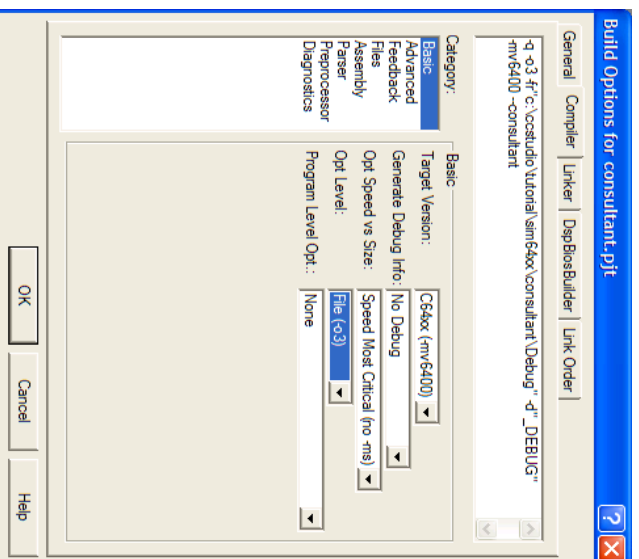 Build Options for consultant.pjt
General Compiler Linker DspBiosBuilder Link Order
-q -o3 -fr"c:\ccstudio\tutorial\sim64xx\consultant\Debug" -d"_DEBUG"
-mv6400 --consultant
Category:
Basic
Advanced
Feedback
Files
Assembly
Parser
Preprocessor
Diagnostics
Basic
Target Version: C64xx (-mv6400)
Generate Debug Info: No Debug
Opt Speed vs Size: Speed Most Critical (no -ms)
Opt Level: File (-o3)
Program Level Opt.: None
OK Cancel Help